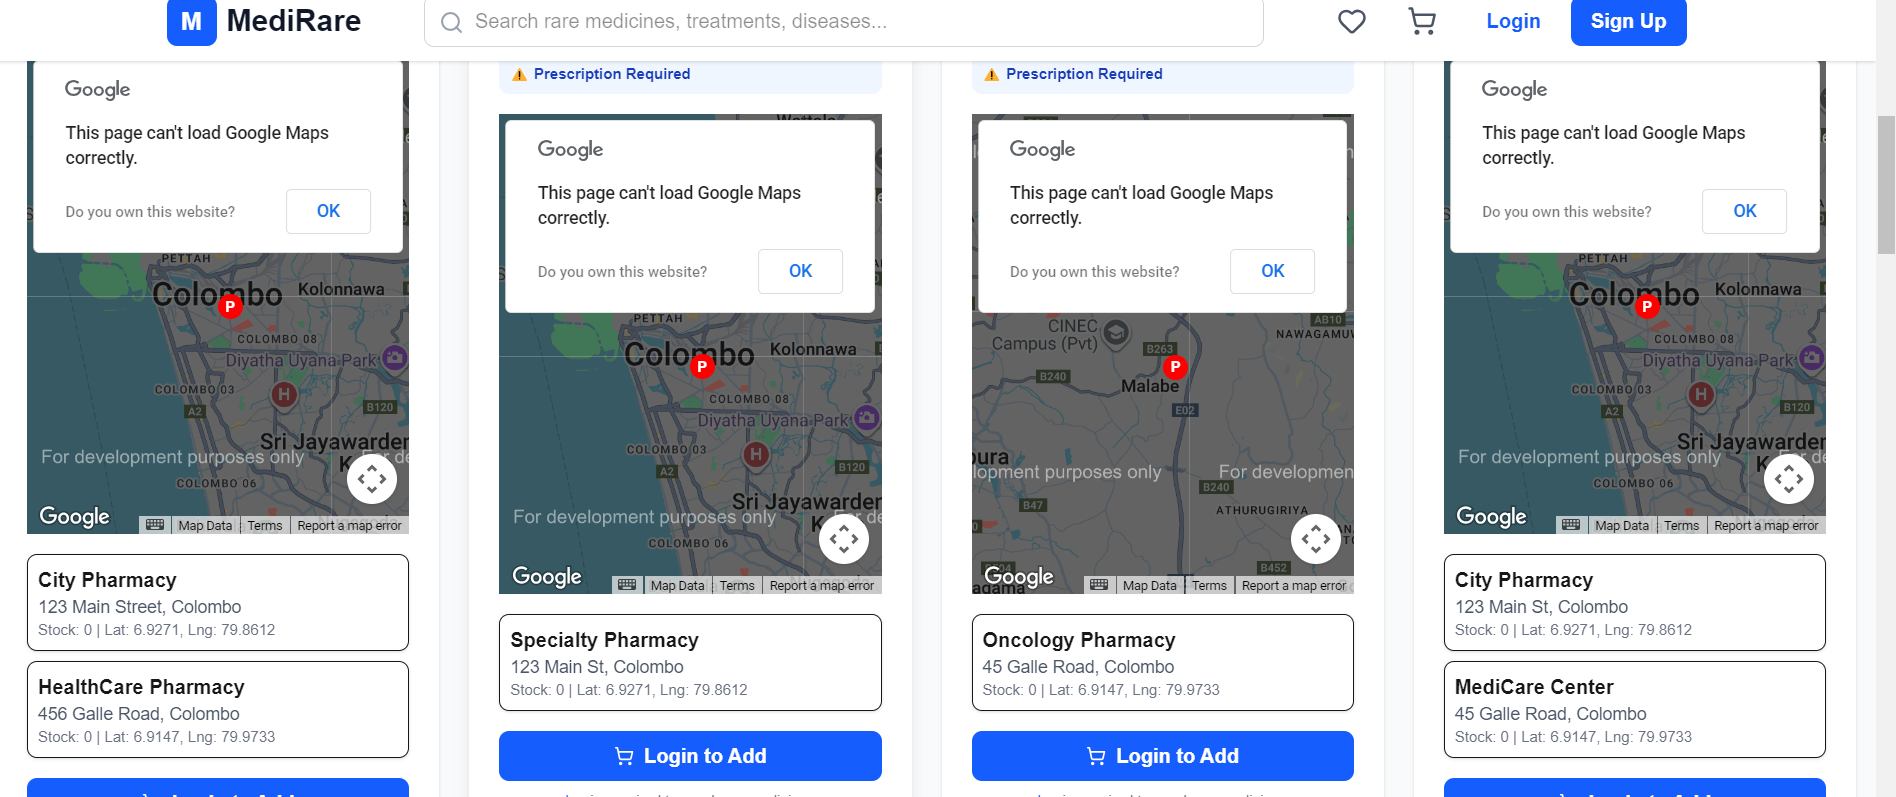 M MediRare
Search rare medicines, treatments, diseases...
Login
Sign Up
Google
This page can't load Google Maps
correctly.
Do you own this website?
OK
PETTAH
Colombo
Kolonnawa
P
COLOMBO 08
Diyatha Uyana Park
COLOMBO 03
H
A2
B120
Sri Jayawarden
For development purposes only
COLOMBO 06
Google
Map Data
Terms
Report a map error
City Pharmacy
123 Main Street, Colombo
Stock: 0 | Lat: 6.9271, Lng: 79.8612
HealthCare Pharmacy
456 Galle Road, Colombo
Stock: 0 | Lat: 6.9147, Lng: 79.9733
Prescription Required
Google
This page can't load Google Maps
correctly.
Do you own this website?
OK
PETTAH
Colombo
Kolonnawa
P
COLOMBO 08
Diyatha Uyana Park
COLOMBO 03
H
A2
B120
Sri Jayawarden
For development purposes only
COLOMBO 06
Google
Map Data
Terms
Report a map error
Specialty Pharmacy
123 Main St, Colombo
Stock: 0 | Lat: 6.9271, Lng: 79.8612
Login to Add
Prescription Required
Google
This page can't load Google Maps
correctly.
Do you own this website?
OK
AB10
CINEC
Campus (Pvt)
NAWAGAMUW
B263
P
B240
Malabe
E02
pura
lopment purposes only
For developmen
B240
B47
ATHURUGIRIYA
B452
Google
Map Data
Terms
Report a map error
Oncology Pharmacy
45 Galle Road, Colombo
Stock: 0 | Lat: 6.9147, Lng: 79.9733
Login to Add
Google
This page can't load Google Maps
correctly.
Do you own this website?
OK
PETTAH
Colombo
Kolonnawa
P
COLOMBO 08
Diyatha Uyana Park
COLOMBO 03
H
A2
B120
Sri Jayawarden
For development purposes only
COLOMBO 06
Google
Map Data
Terms
Report a map error
City Pharmacy
123 Main St, Colombo
Stock: 0 | Lat: 6.9271, Lng: 79.8612
MediCare Center
45 Galle Road, Colombo
Stock: 0 | Lat: 6.9147, Lng: 79.9733